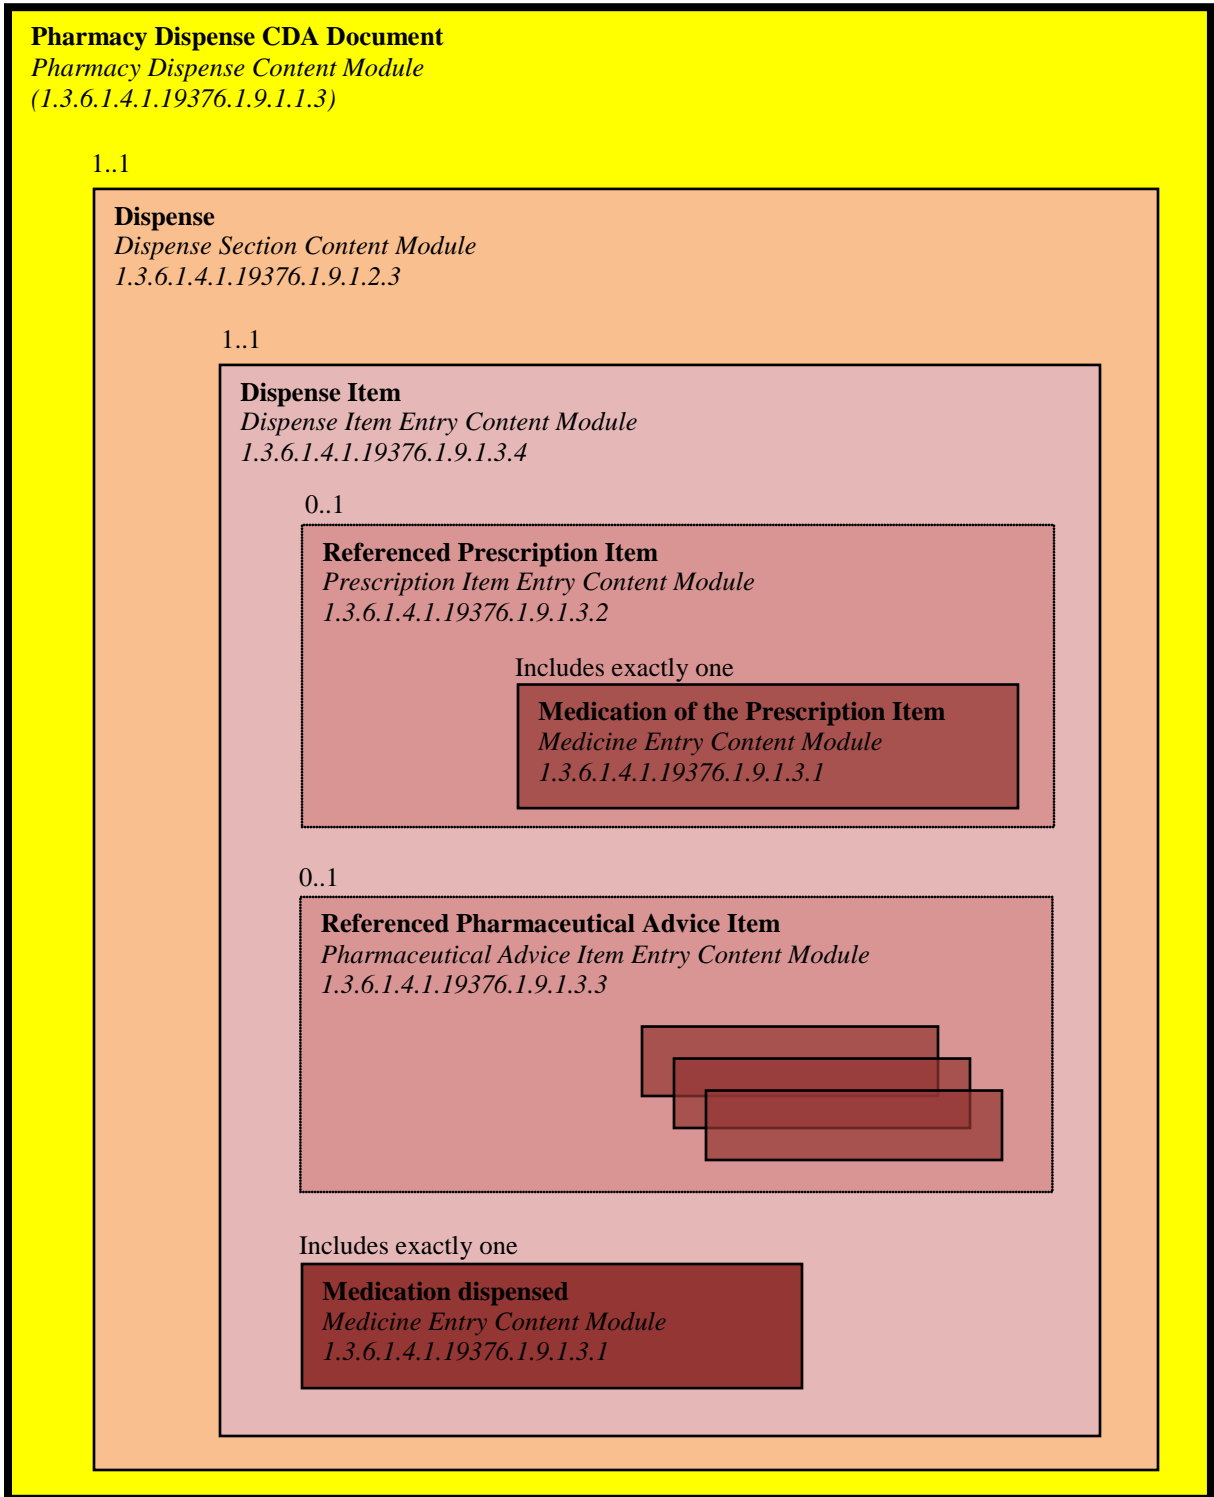 Pharmacy Dispense CDA Document
Pharmacy Dispense Content Module
(1.3.6.1.4.1.19376.1.9.1.1.3)
1..1
Dispense
Dispense Section Content Module
1.3.6.1.4.1.19376.1.9.1.2.3
1..1
Dispense Item
Dispense Item Entry Content Module
1.3.6.1.4.1.19376.1.9.1.3.4
0..1
Referenced Prescription Item
Prescription Item Entry Content Module
1.3.6.1.4.1.19376.1.9.1.3.2
Includes exactly one
Medication of the Prescription Item
Medicine Entry Content Module
1.3.6.1.4.1.19376.1.9.1.3.1
0..1
Referenced Pharmaceutical Advice Item
Pharmaceutical Advice Item Entry Content Module
1.3.6.1.4.1.19376.1.9.1.3.3
Includes exactly one
Medication dispensed
Medicine Entry Content Module
1.3.6.1.4.1.19376.1.9.1.3.1